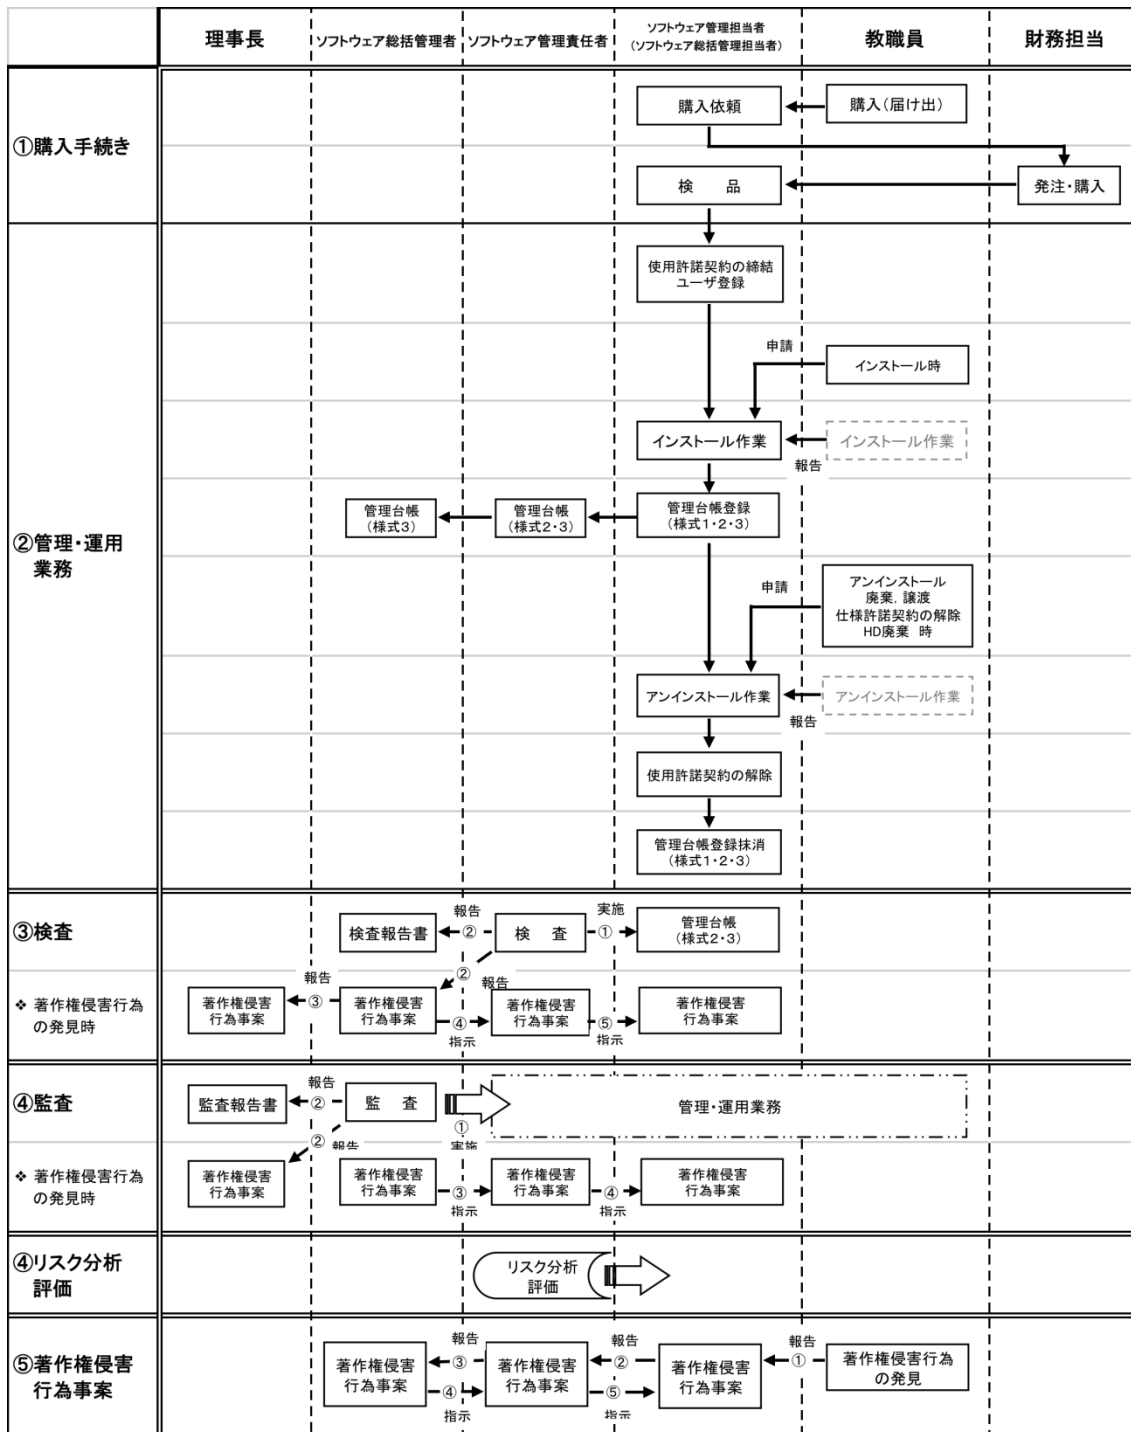 理事長
ソフトウェア総括管理者
ソフトウェア管理責任者
ソフトウェア管理担当者
(ソフトウェア総括管理担当者)
教職員
財務担当
①購入手続き
購入依頼
購入(届け出)
検　品
発注・購入
②管理・運用
業務
使用許諾契約の締結
ユーザ登録
申請
インストール時
インストール作業
インストール作業
報告
管理台帳
(様式3)
管理台帳
(様式2・3)
管理台帳登録
(様式1・2・3)
申請
アンインストール
廃棄, 譲渡
仕様許諾契約の解除
HD廃棄 時
アンインストール作業
アンインストール作業
報告
使用許諾契約の解除
管理台帳登録抹消
(様式1・2・3)
③検査
検査報告書
報告
②
検　査
実施
①
管理台帳
(様式2・3)
②
報告
❖ 著作権侵害行為
の発見時
報告
著作権侵害
行為事案
③
著作権侵害
行為事案
④
指示
著作権侵害
行為事案
⑤
指示
著作権侵害
行為事案
④監査
監査報告書
報告
②
監　査
①
実施
管理・運用業務
②
報告
❖ 著作権侵害行為
の発見時
著作権侵害
行為事案
著作権侵害
行為事案
③
指示
著作権侵害
行為事案
④
指示
著作権侵害
行為事案
④リスク分析
評価
リスク分析
評価
⑤著作権侵害
行為事案
著作権侵害
行為事案
報告
③
④
指示
著作権侵害
行為事案
報告
②
⑤
指示
著作権侵害
行為事案
報告
①
著作権侵害行為
の発見